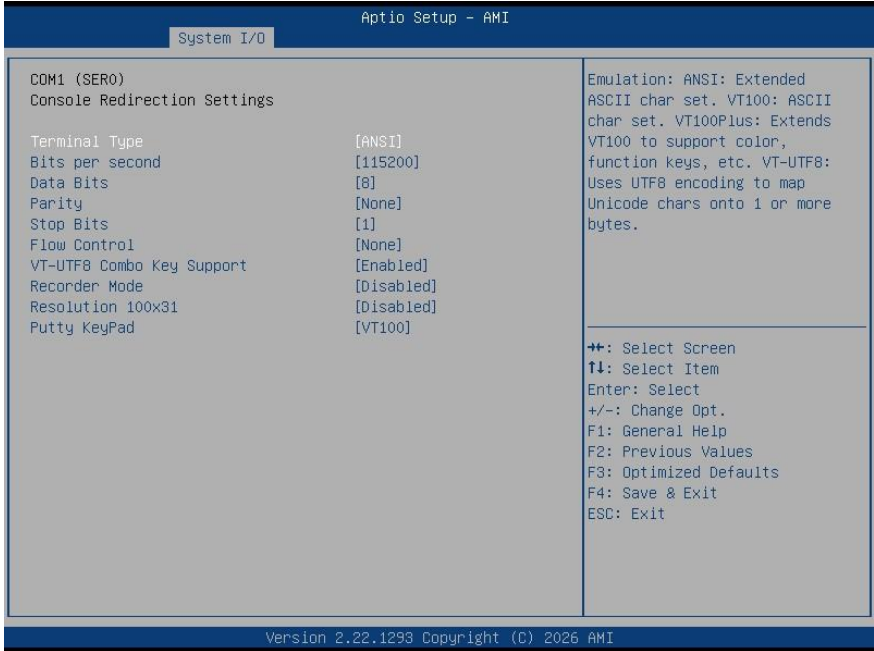 Aptio Setup – AMI
System I/O
COM1 (SER0)
Console Redirection Settings
Terminal Type [ANSI]
Bits per second [115200]
Data Bits [8]
Parity [None]
Stop Bits [1]
Flow Control [None]
VT-UTF8 Combo Key Support [Enabled]
Recorder Mode [Disabled]
Resolution 100x31 [Disabled]
Putty KeyPad [VT100]
Emulation: ANSI: Extended
ASCII char set. VT100: ASCII
char set. VT100Plus: Extends
VT100 to support color,
function keys, etc. VT-UTF8:
Uses UTF8 encoding to map
Unicode chars onto 1 or more
bytes.
→←: Select Screen
↑↓: Select Item
Enter: Select
+/-: Change Opt.
F1: General Help
F2: Previous Values
F3: Optimized Defaults
F4: Save & Exit
ESC: Exit
Version 2.22.1293 Copyright (C) 2026 AMI